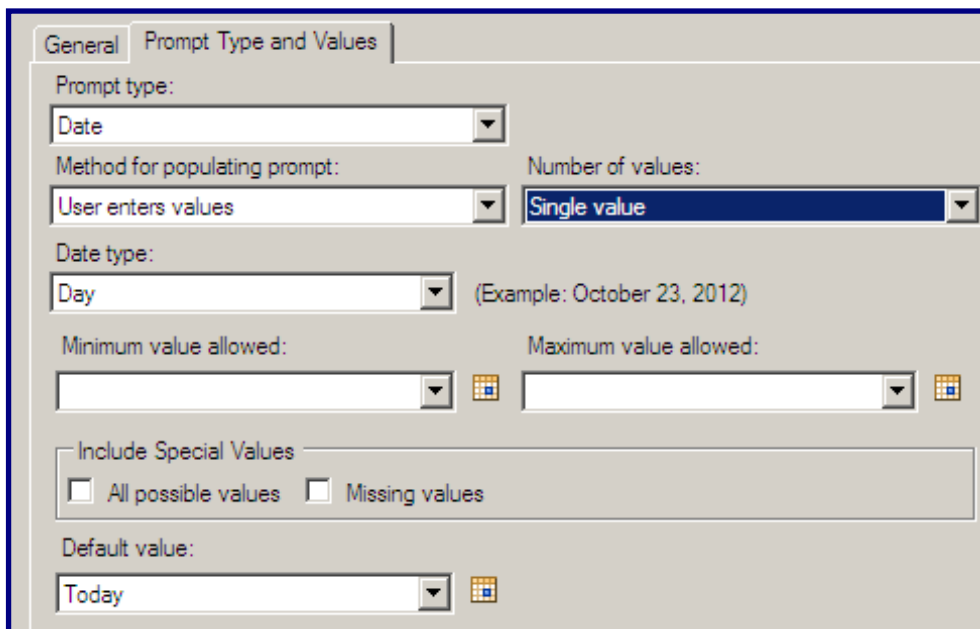 General Prompt Type and Values
Prompt type:
Date
Method for populating prompt: Number of values:
User enters values Single value
Date type:
Day (Example: October 23, 2012)
Minimum value allowed: Maximum value allowed:
Include Special Values
All possible values Missing values
Default value:
Today